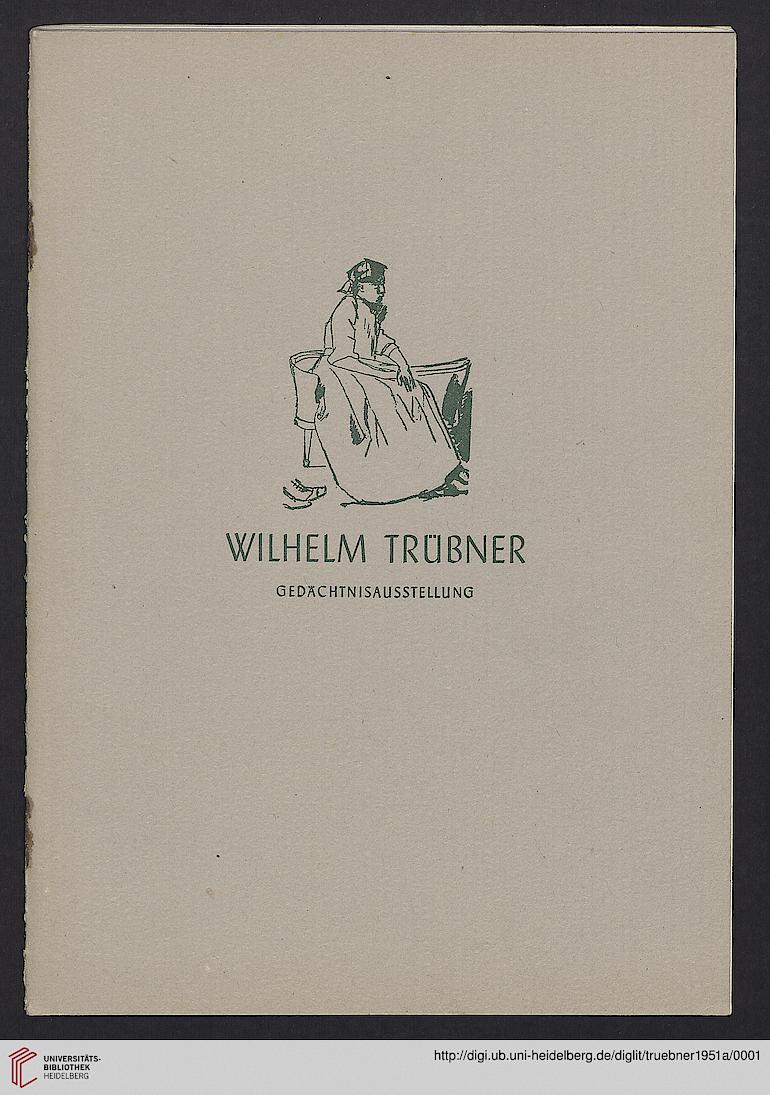 WILHELM TRÜBNER
GEDÄCHTNISAUSSTELLUNG
UNIVERSITÄTS-
BIBLIOTHEK
HEIDELBERG
http://digi.ub.uni-heidelberg.de/diglit/truebner1951a/0001